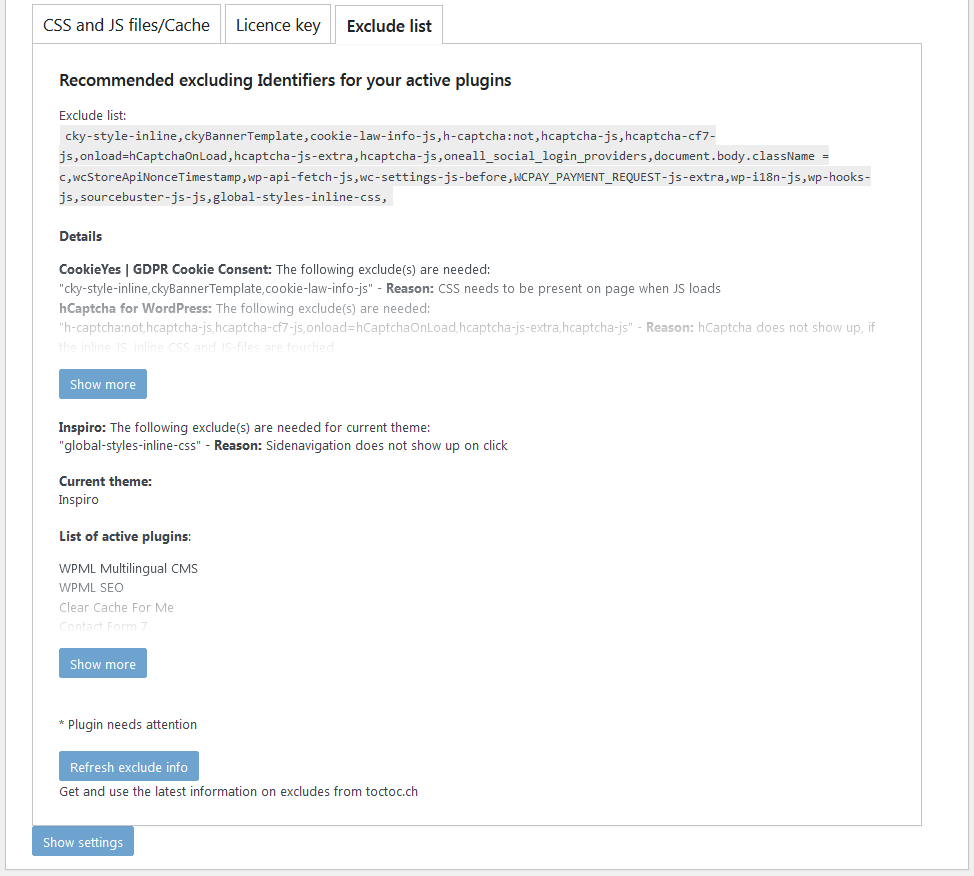 CSS and JS files/Cache
Licence key
Exclude list
Recommended excluding Identifiers for your active plugins
Exclude list:
cky-style-inline,ckyBannerTemplate,cookie-law-info-js,h-captcha:not,hcaptcha-js,hcaptcha-cf7-
js,onload=hCaptchaOnLoad,hcaptcha-js-extra,hcaptcha-js,oneall_social_login_providers,document.body.className =
c,wcStoreApiNonceTimestamp,wp-api-fetch-js,wc-settings-js-before,WCPAY_PAYMENT_REQUEST-js-extra,wp-i18n-js,wp-hooks-
js,sourcebuster-js-js,global-styles-inline-css,
Details
CookieYes | GDPR Cookie Consent: The following exclude(s) are needed:
"cky-style-inline,ckyBannerTemplate,cookie-law-info-js" - Reason: CSS needs to be present on page when JS loads
hCaptcha for WordPress: The following exclude(s) are needed:
"h-captcha:not,hcaptcha-js,hcaptcha-cf7-js,onload=hCaptchaOnLoad,hcaptcha-js-extra,hcaptcha-js" - Reason: hCaptcha does not show up, if
the inline JS, inline CSS and JS-files are touched
Show more
Inspiro: The following exclude(s) are needed for current theme:
"global-styles-inline-css" - Reason: Sidenavigation does not show up on click
Current theme:
Inspiro
List of active plugins:
WPML Multilingual CMS
WPML SEO
Clear Cache For Me
Contact Form 7
Show more
* Plugin needs attention
Refresh exclude info
Get and use the latest information on excludes from toctoc.ch
Show settings